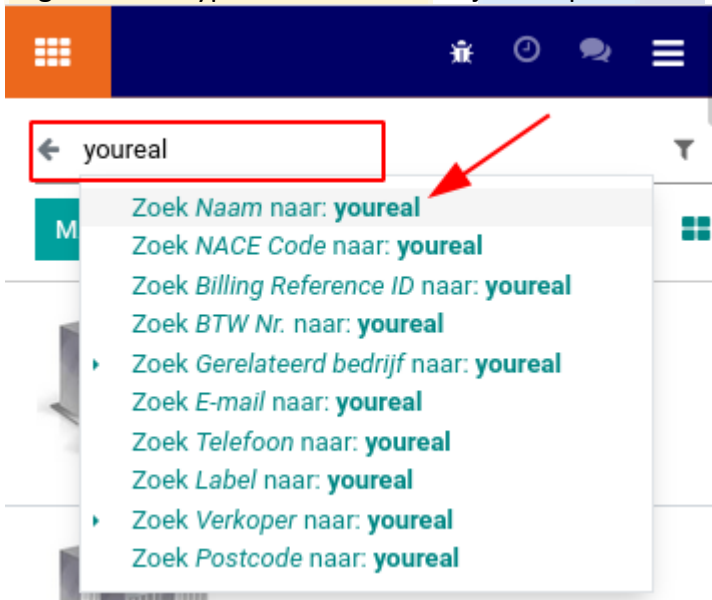 youreal
Zoek Naam naar: youreal
M
Zoek NACE Code naar: youreal
Zoek Billing Reference ID naar: youreal
Zoek BTW Nr. naar: youreal
Zoek Gerelateerd bedrijf naar: youreal
Zoek E-mail naar: youreal
Zoek Telefoon naar: youreal
Zoek Label naar: youreal
Zoek Verkoper naar: youreal
Zoek Postcode naar: youreal